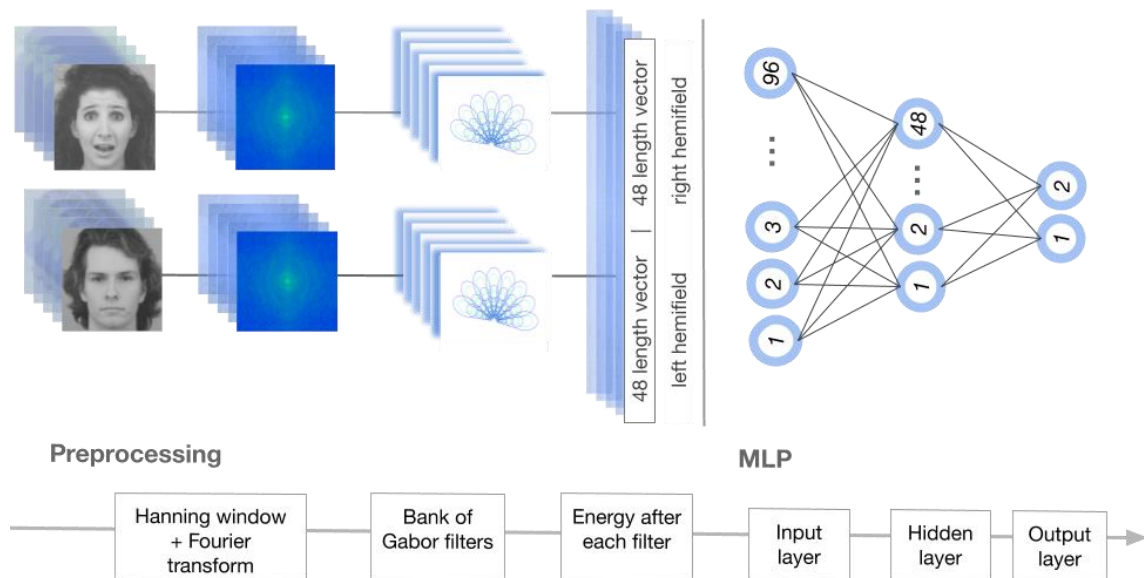 48 length vector | 48 length vector
left hemifield | right hemifield
96
...
3
2
1
48
...
2
1
2
1
Preprocessing
MLP
Hanning window
+ Fourier
transform
Bank of
Gabor filters
Energy after
each filter
Input
layer
Hidden
layer
Output
layer